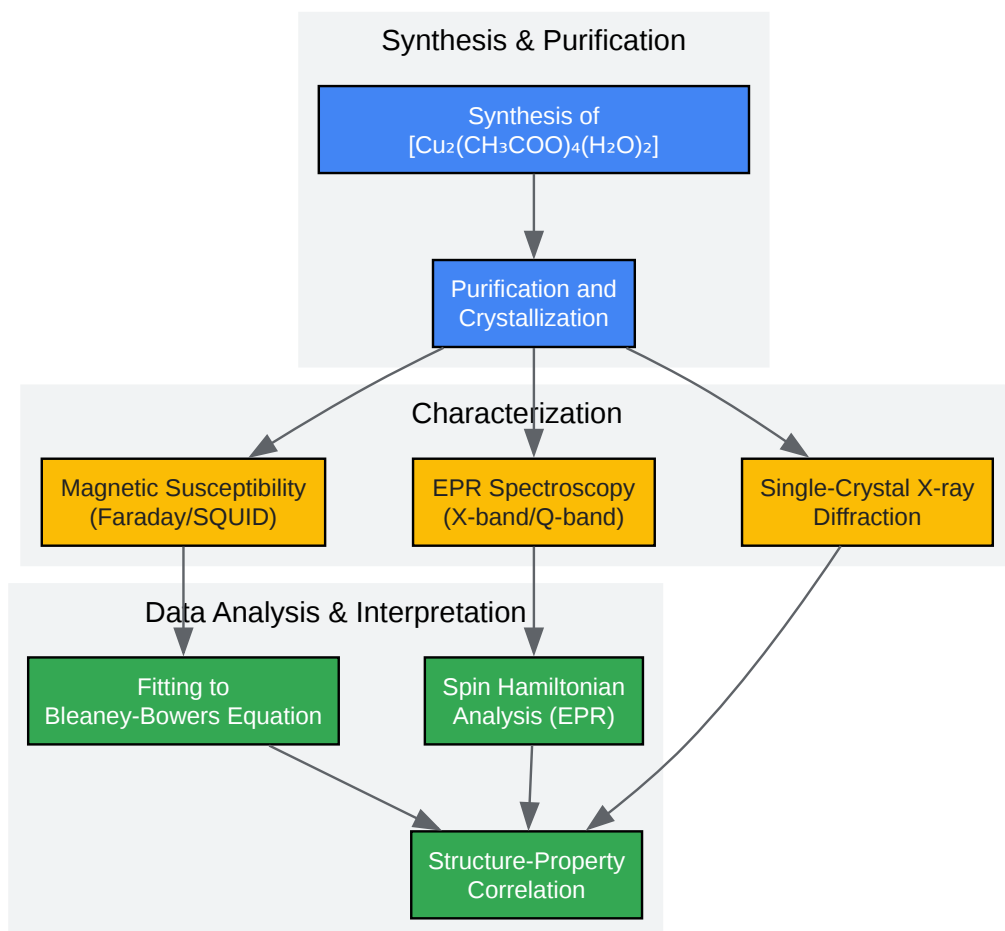 Synthesis & Purification
Synthesis of
[Cu₂(CH₃COO)₄(H₂O)₂]
Purification and
Crystallization
Characterization
Magnetic Susceptibility
(Faraday/SQUID)
EPR Spectroscopy
(X-band/Q-band)
Single-Crystal X-ray
Diffraction
Data Analysis & Interpretation
Fitting to
Bleaney-Bowers Equation
Spin Hamiltonian
Analysis (EPR)
Structure-Property
Correlation